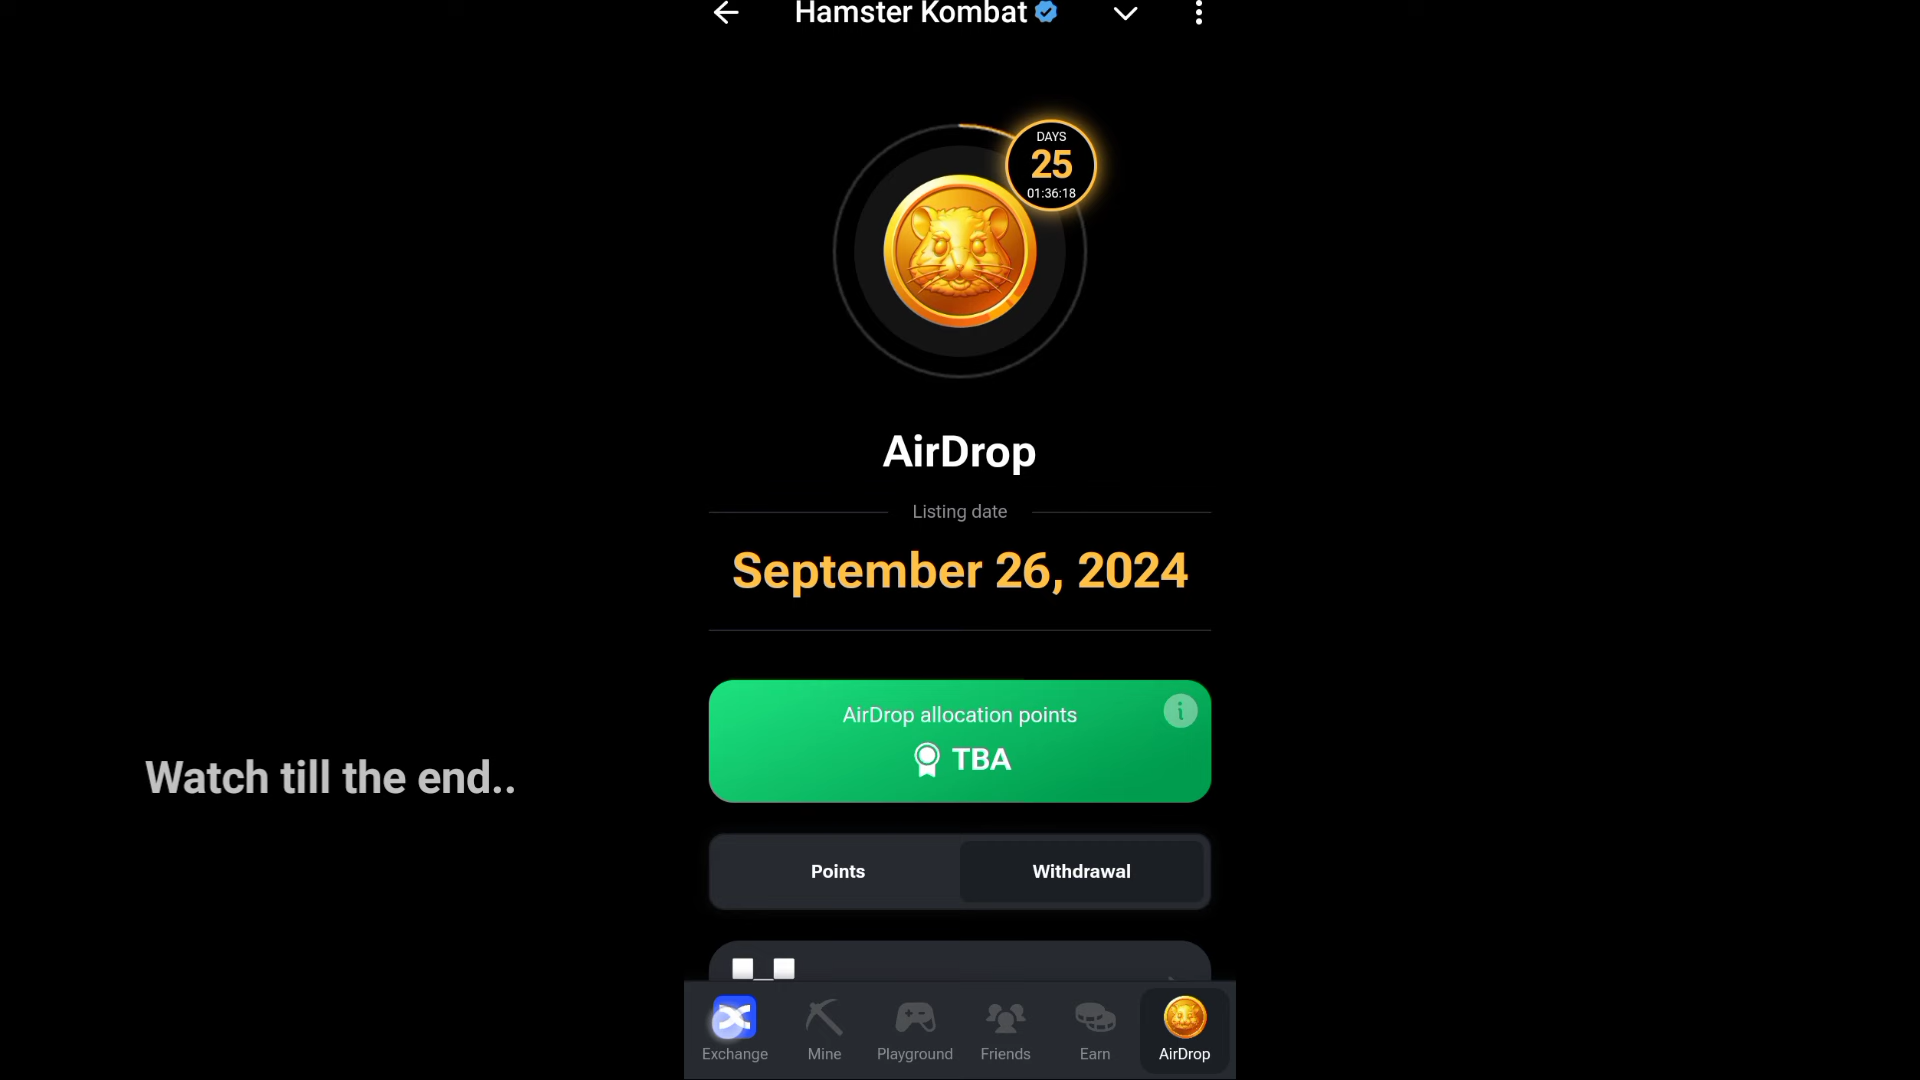 Hamster Kombat
DAYS
25
01:36:18
AirDrop
Listing date
September 26, 2024
AirDrop allocation points
TBA
Watch till the end..
Points
Withdrawal
Exchange
Mine
Playground
Friends
Earn
AirDrop